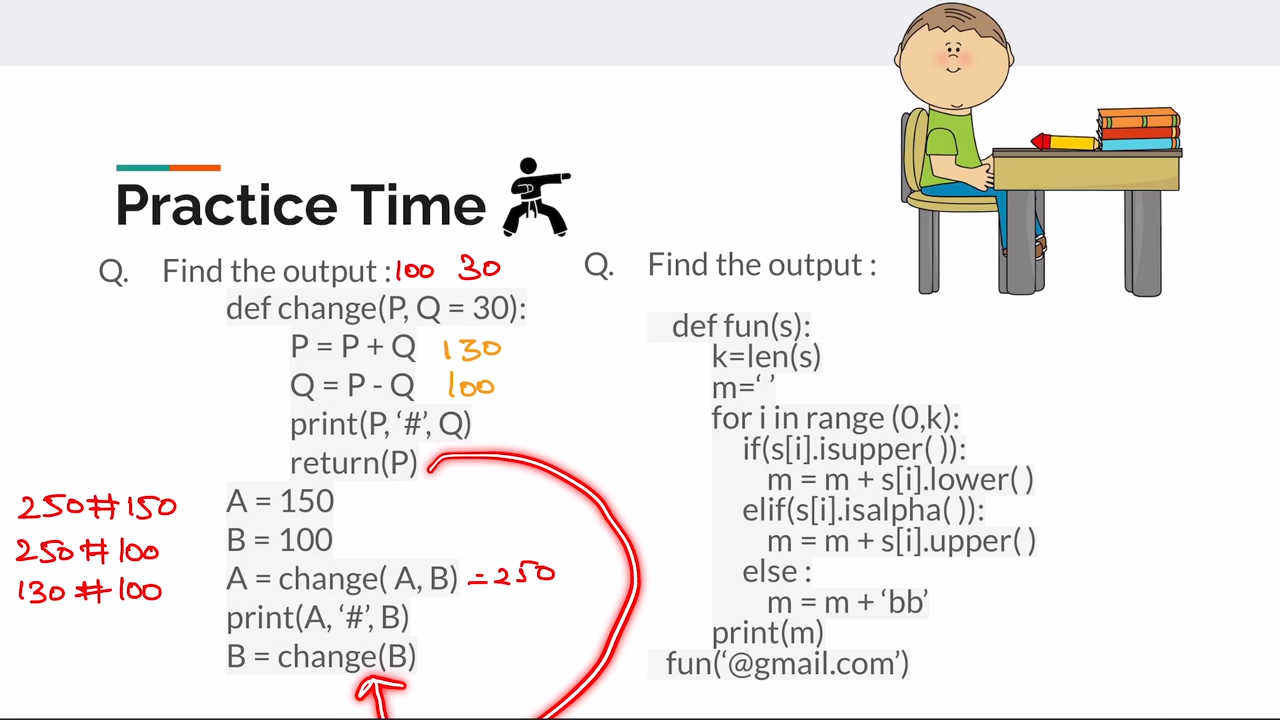 Practice Time
Q. Find the output : 100 30
def change(P, Q = 30):
P = P + Q 130
Q = P - Q 100
print(P, ‘#’, Q)
return(P)
A = 150
B = 100
A = change( A, B) = 250
print(A, ‘#’, B)
B = change(B)
250#150
250#100
130#100
Q. Find the output :
def fun(s):
k=len(s)
m=‘ ’
for i in range (0,k):
if(s[i].isupper( )):
m = m + s[i].lower( )
elif(s[i].isalpha( )):
m = m + s[i].upper( )
else :
m = m + ‘bb’
print(m)
fun(‘@gmail.com’)